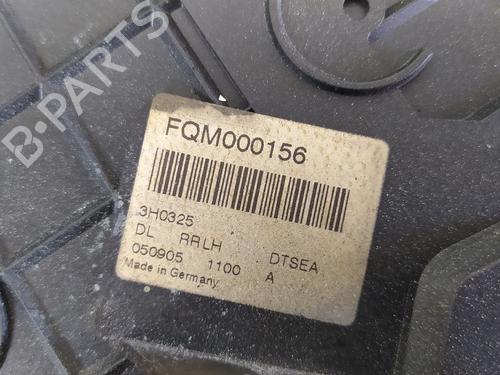 B-PARTS
FQM000156
3H0325
DL RRLH DTSEA
050905 1100 A
Made in Germany